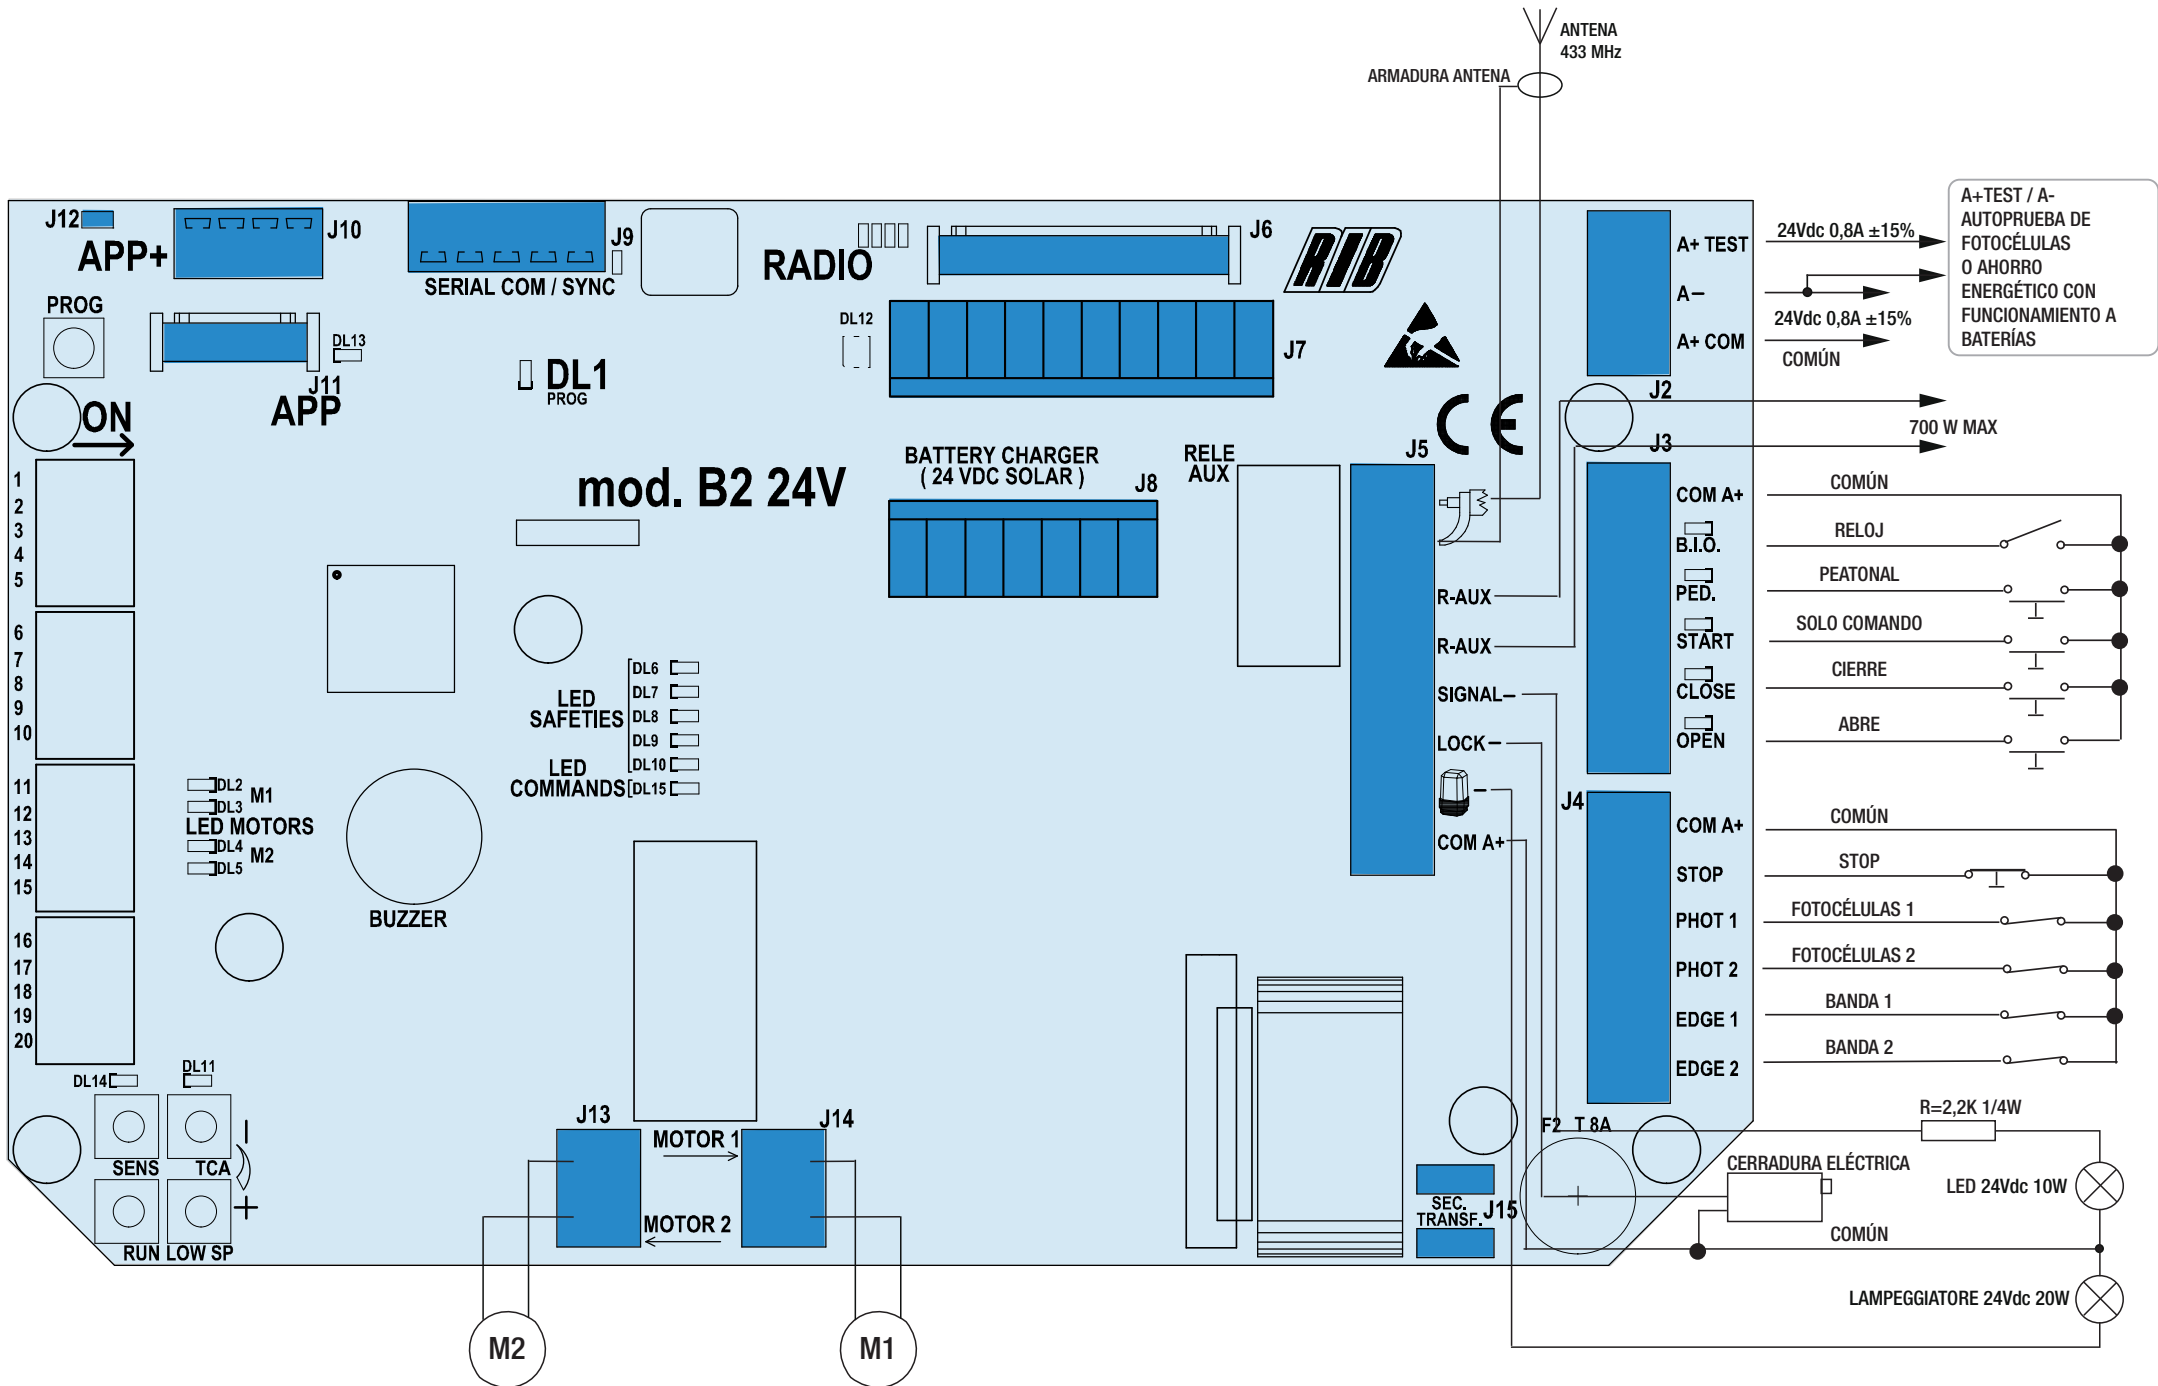 ANTENA
433 MHz
ARMADURA ANTENA
A+TEST / A-
AUTOPRUEBA DE
FOTOCÉLULAS
O AHORRO
ENERGÉTICO CON
FUNCIONAMIENTO A
BATERÍAS
24Vdc 0,8A ±15%
24Vdc 0,8A ±15%
COMÚN
700 W MAX
J12
APP+
J10
J9
SERIAL COM / SYNC
RADIO
J6
RIB
A+ TEST
A−
A+ COM
J2
PROG
DL13
J11
APP
DL1
PROG
DL12
J7
ON
CE
mod. B2 24V
BATTERY CHARGER
( 24 VDC SOLAR )
J8
RELE
AUX
J5
J3
1
2
3
4
5
6
7
8
9
10
11
12
13
14
15
16
17
18
19
20
COM A+
B.I.O.
PED.
START
CLOSE
OPEN
COMÚN
RELOJ
PEATONAL
SOLO COMANDO
CIERRE
ABRE
R-AUX
R-AUX
SIGNAL−
LOCK−
−
COM A+
LED
SAFETIES
DL6
DL7
DL8
DL9
DL10
LED
COMMANDS
DL15
DL2
M1
DL3
LED MOTORS
DL4
M2
DL5
BUZZER
J4
COM A+
STOP
PHOT 1
PHOT 2
EDGE 1
EDGE 2
COMÚN
STOP
FOTOCÉLULAS 1
FOTOCÉLULAS 2
BANDA 1
BANDA 2
DL14
DL11
SENS
TCA
−
+
RUN
LOW SP
J13
MOTOR 1
J14
MOTOR 2
F2 T 8A
SEC.
TRANSF.
J15
R=2,2K 1/4W
CERRADURA ELÉCTRICA
LED 24Vdc 10W
COMÚN
LAMPEGGIATORE 24Vdc 20W
M2
M1